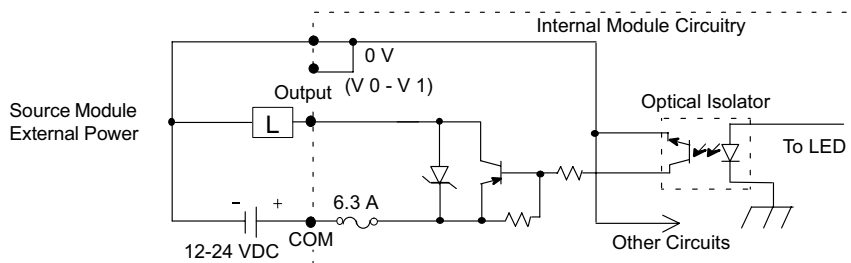 Internal Module Circuitry
0 V
(V 0 - V 1)
Output
Optical Isolator
Source Module
External Power
L
To LED
- +
6.3 A
COM
12-24 VDC
Other Circuits